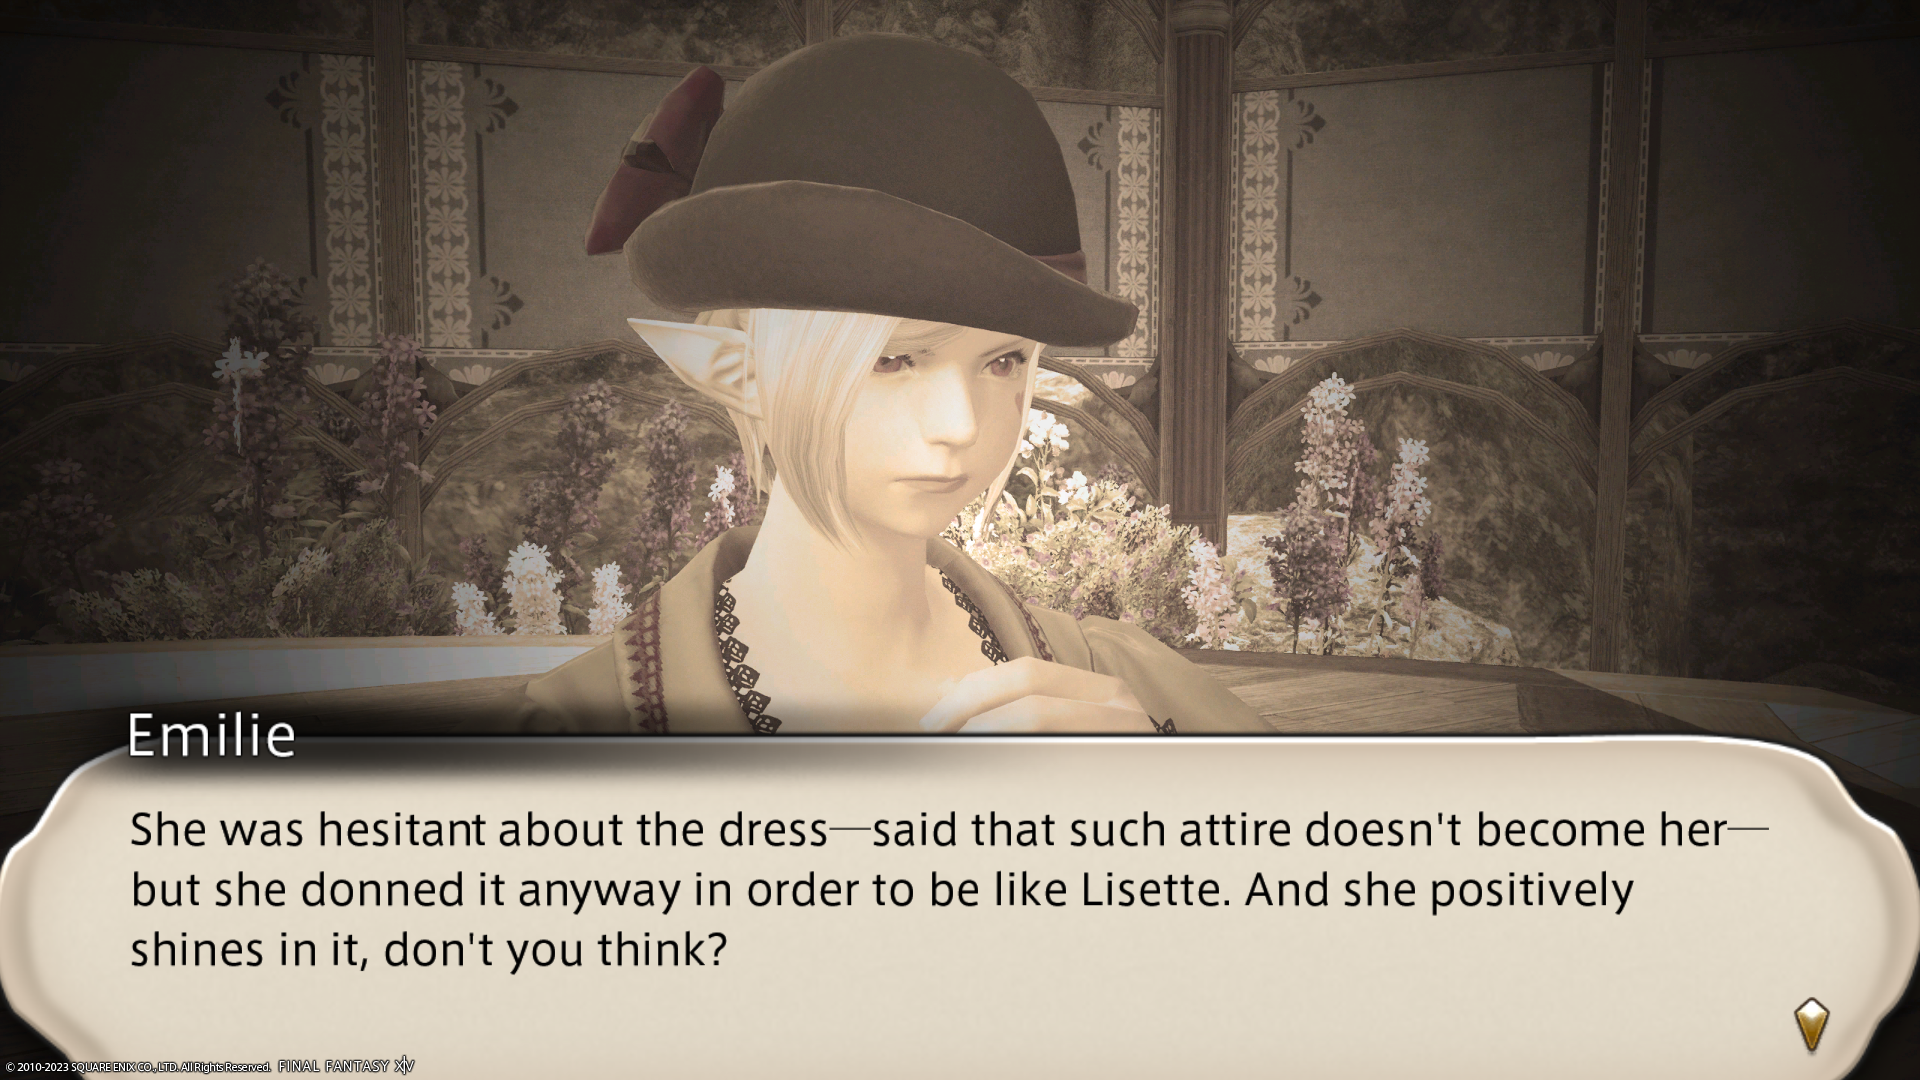 Emilie
She was hesitant about the dress—said that such attire doesn't become her—
but she donned it anyway in order to be like Lisette. And she positively
shines in it, don't you think?
© 2010-2023 SQUARE ENIX CO., LTD. All Rights Reserved. FINAL FANTASY XIV